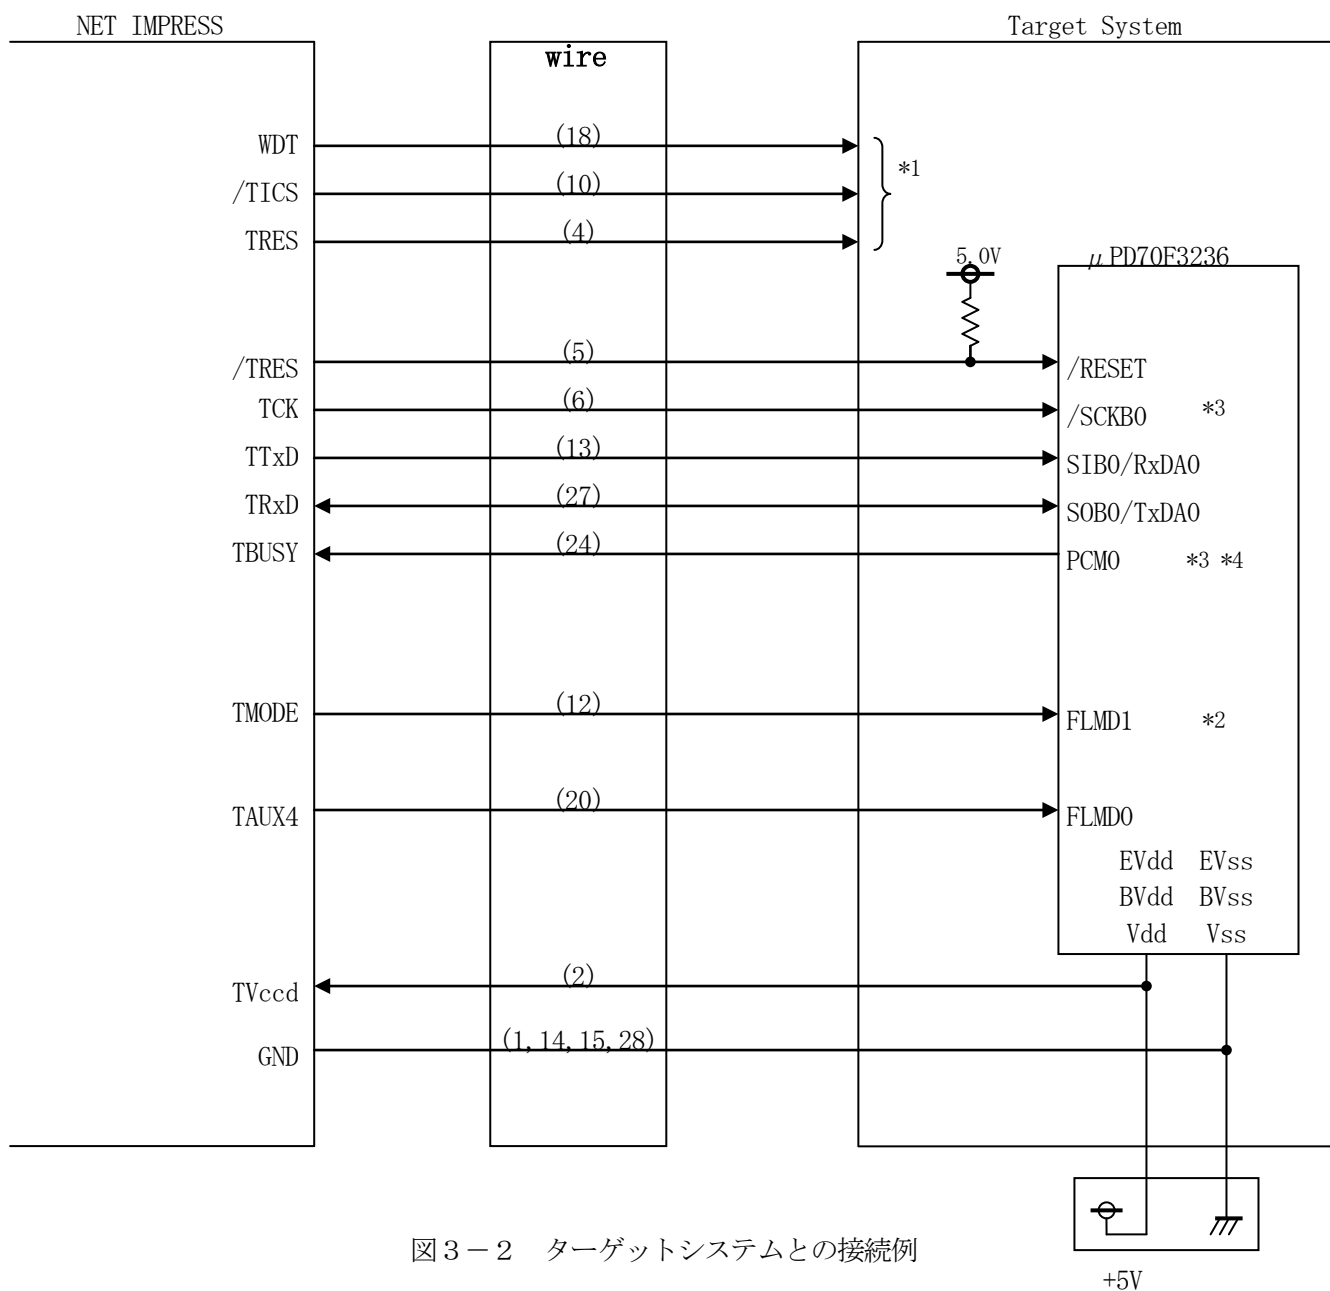 NET IMPRESS
Target System
wire
WDT (18)
*1
/TICS (10)
TRES (4)
5.0V
μPD70F3236
/TRES (5) /RESET
TCK (6) /SCKB0 *3
TTxD (13) SIB0/RxDA0
TRxD (27) SOB0/TxDA0
TBUSY (24) PCM0 *3 *4
TMODE (12) FLMD1 *2
TAUX4 (20) FLMD0
EVdd EVss
BVdd BVss
Vdd Vss
TVccd (2)
GND (1,14,15,28)
図3-2 ターゲットシステムとの接続例
+5V